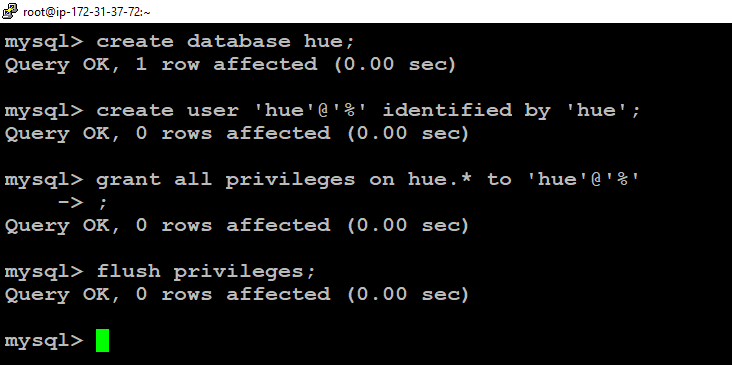 root@ip-172-31-37-72:~
mysql> create database hue;
Query OK, 1 row affected (0.00 sec)
mysql> create user 'hue'@'%' identified by 'hue';
Query OK, 0 rows affected (0.00 sec)
mysql> grant all privileges on hue.* to 'hue'@'%'
-> ;
Query OK, 0 rows affected (0.00 sec)
mysql> flush privileges;
Query OK, 0 rows affected (0.00 sec)
mysql>